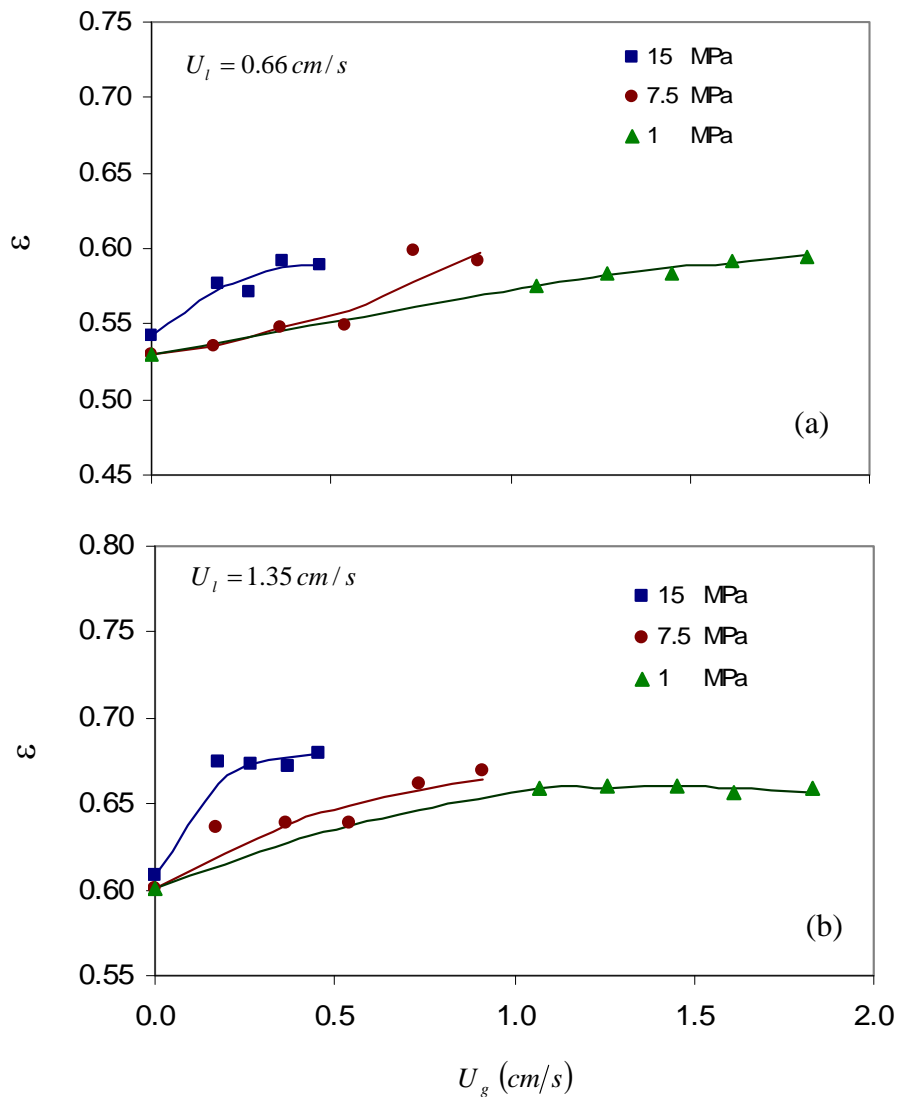 0.75
0.70
0.65
0.60
0.55
0.50
0.45
ε
U_l = 0.66 cm/s
15 MPa
7.5 MPa
1 MPa
(a)
0.80
0.75
0.70
0.65
0.60
0.55
ε
U_l = 1.35 cm/s
15 MPa
7.5 MPa
1 MPa
(b)
0.0 0.5 1.0 1.5 2.0
U_g (cm/s)